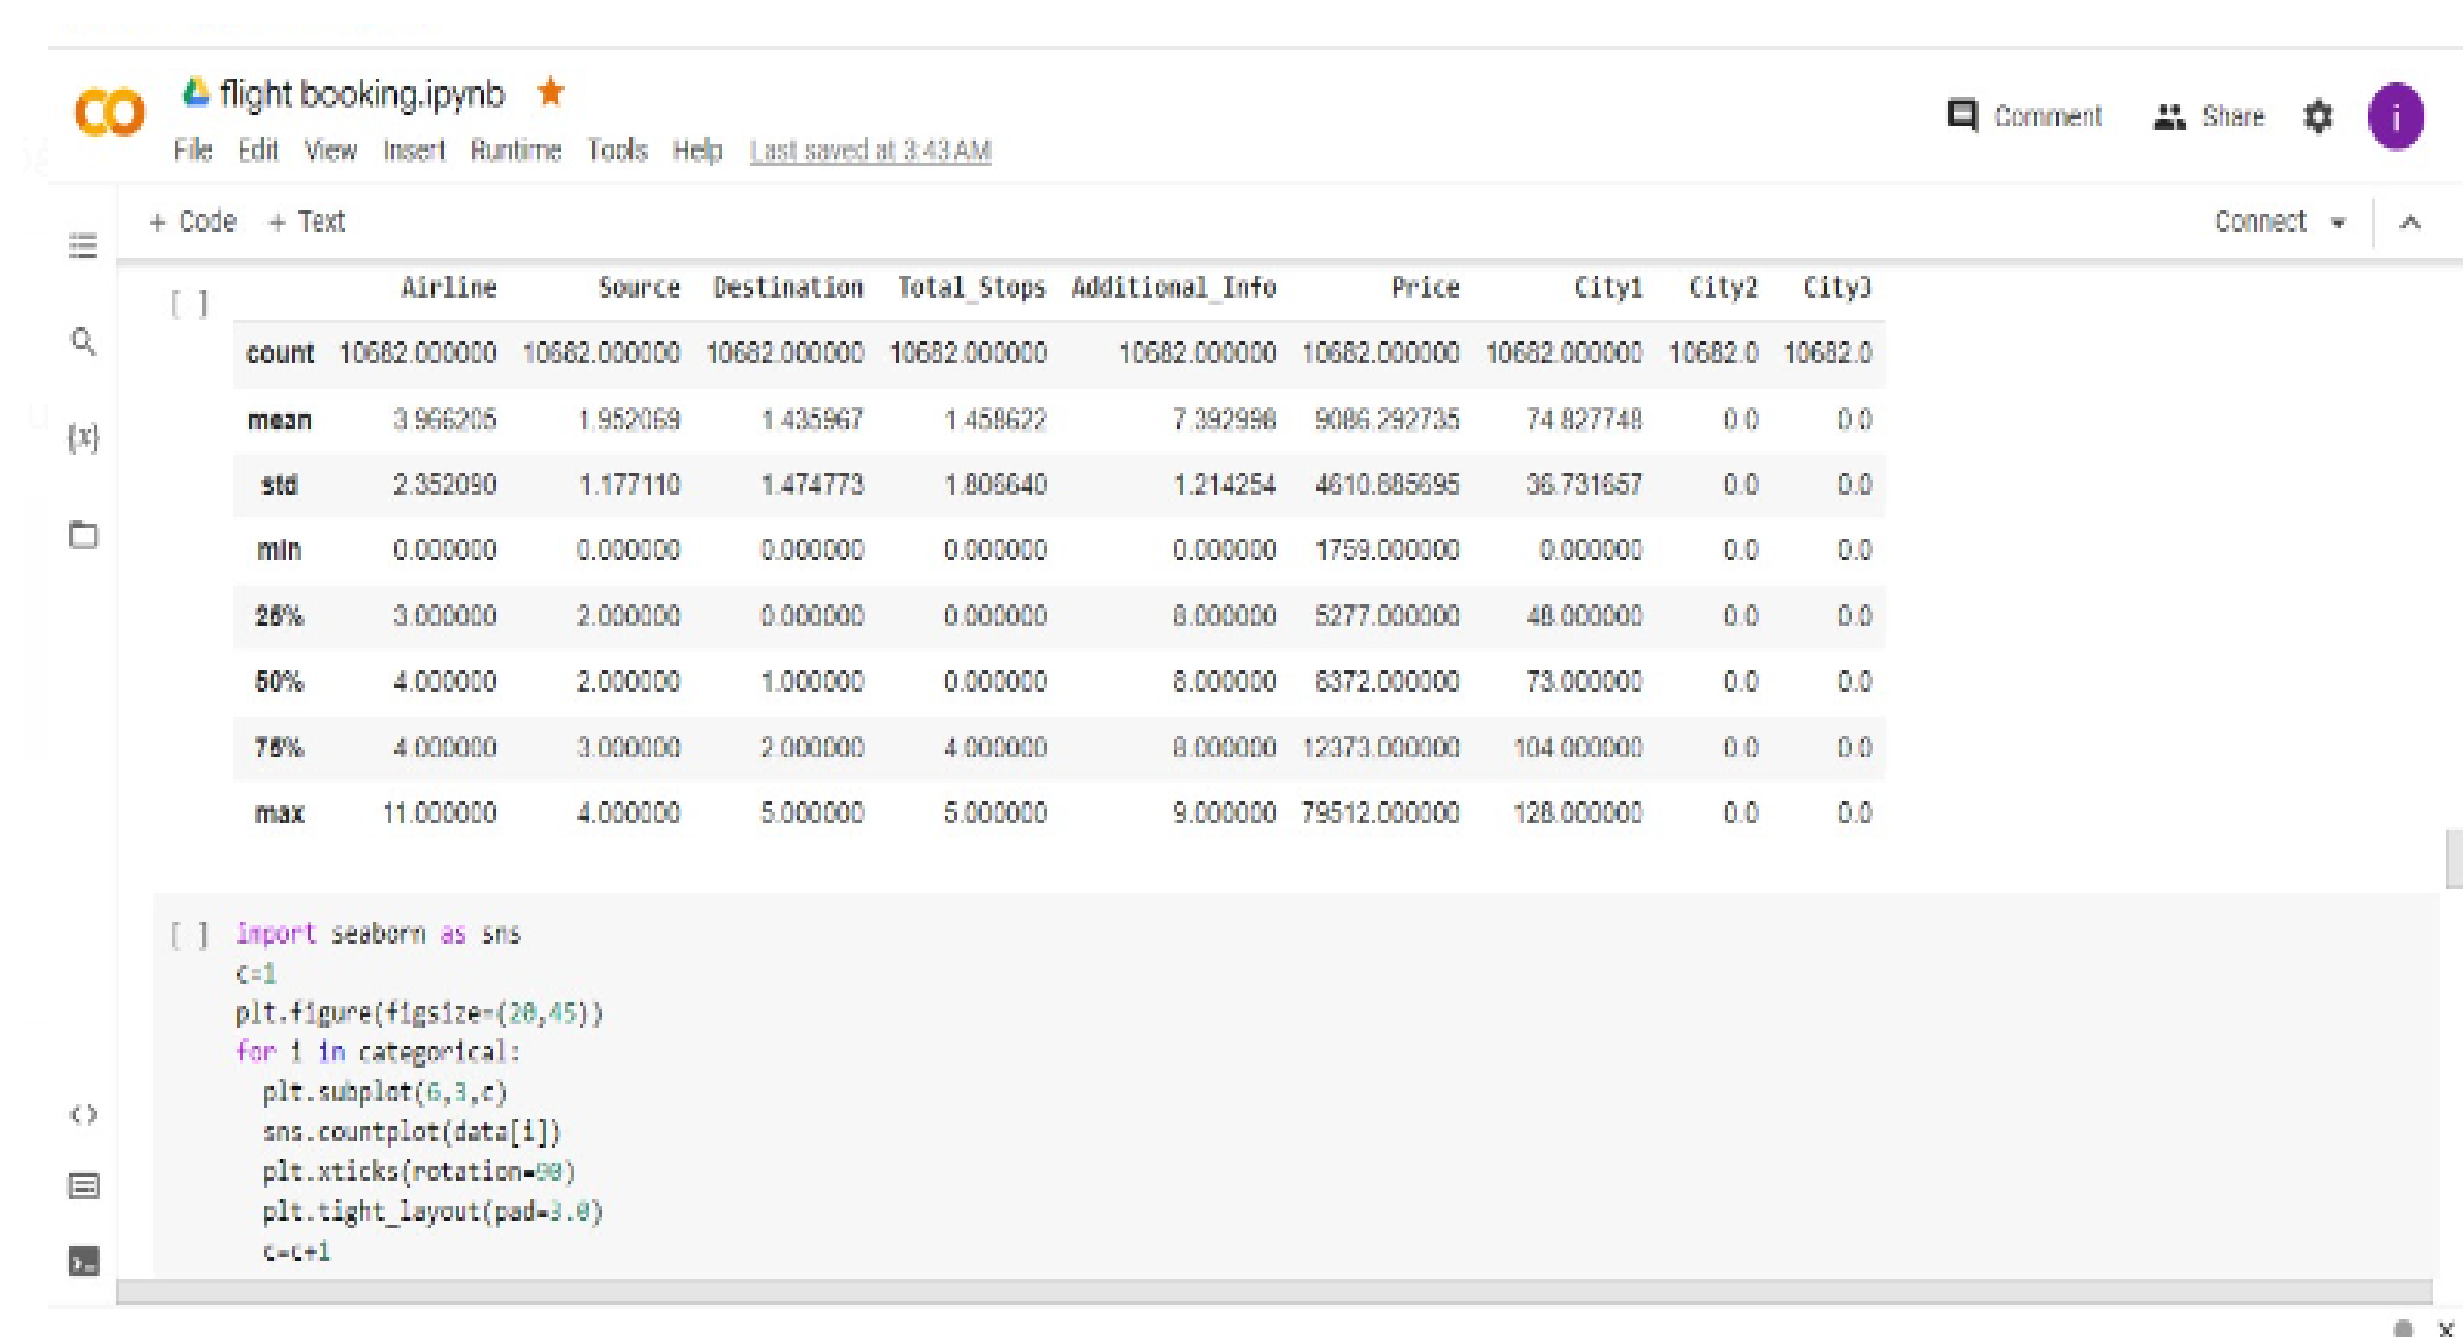 flight booking.ipynb
File Edit View Insert Runtime Tools Help Last saved at 3:43 AM
Comment Share i
+ Code + Text
Connect
[ ] Airline Source Destination Total_Stops Additional_Info Price City1 City2 City3
count 10682.000000 10682.000000 10682.000000 10682.000000 10682.000000 10682.000000 10682.000000 10682.0 10682.0
mean 3.966205 1.952069 1.435967 1.458622 7.392998 9086.292735 74.827748 0.0 0.0
std 2.352090 1.177110 1.474773 1.806640 1.214254 4610.885695 36.731657 0.0 0.0
min 0.000000 0.000000 0.000000 0.000000 0.000000 1759.000000 0.000000 0.0 0.0
25% 3.000000 2.000000 0.000000 0.000000 8.000000 5277.000000 48.000000 0.0 0.0
50% 4.000000 2.000000 1.000000 0.000000 8.000000 8372.000000 73.000000 0.0 0.0
75% 4.000000 3.000000 2.000000 4.000000 8.000000 12373.000000 104.000000 0.0 0.0
max 11.000000 4.000000 5.000000 5.000000 9.000000 79512.000000 128.000000 0.0 0.0
[ ] import seaborn as sns
c=1
plt.figure(figsize=(20,45))
for i in categorical:
plt.subplot(6,3,c)
sns.countplot(data[i])
plt.xticks(rotation=90)
plt.tight_layout(pad=3.0)
c=c+1